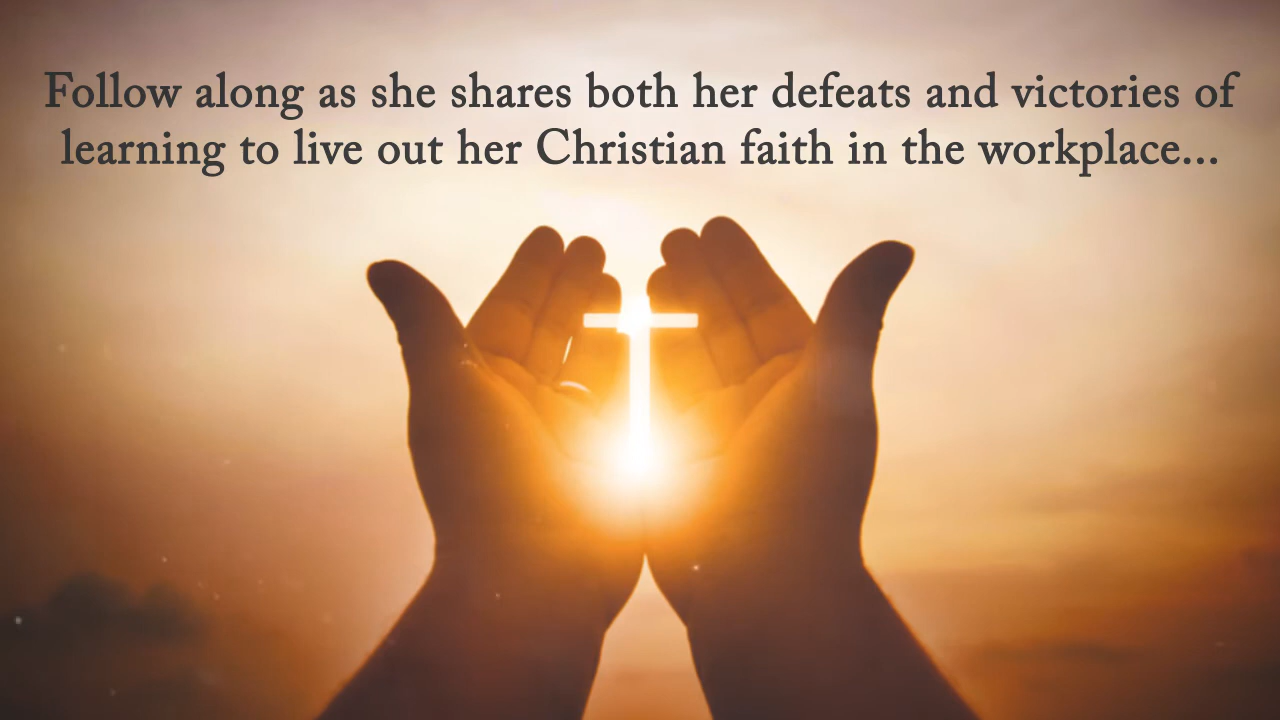 Follow along as she shares both her defeats and victories of
learning to live out her Christian faith in the workplace...